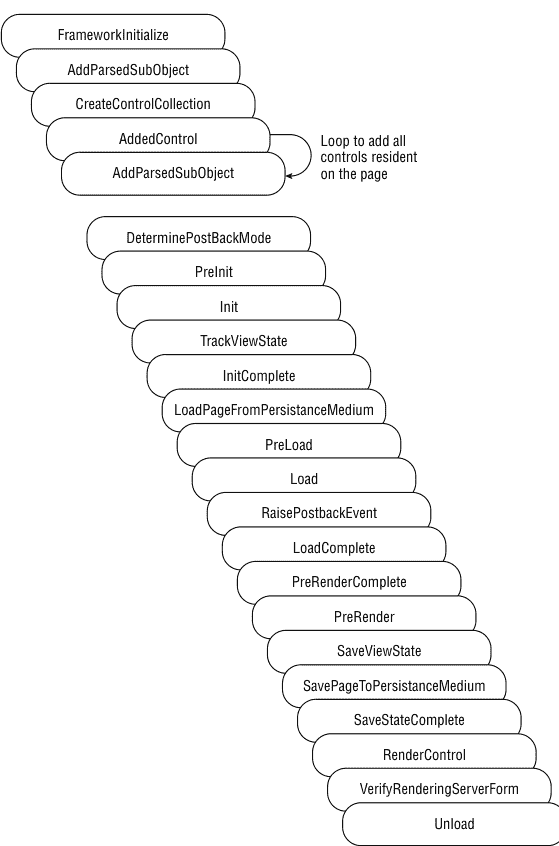 FrameworkInitialize
AddParsedSubObject
CreateControlCollection
AddedControl
Loop to add all
controls resident
on the page
AddParsedSubObject
DeterminePostBackMode
PreInit
Init
TrackViewState
InitComplete
LoadPageFromPersistanceMedium
PreLoad
Load
RaisePostbackEvent
LoadComplete
PreRenderComplete
PreRender
SaveViewState
SavePageToPersistanceMedium
SaveStateComplete
RenderControl
VerifyRenderingServerForm
Unload